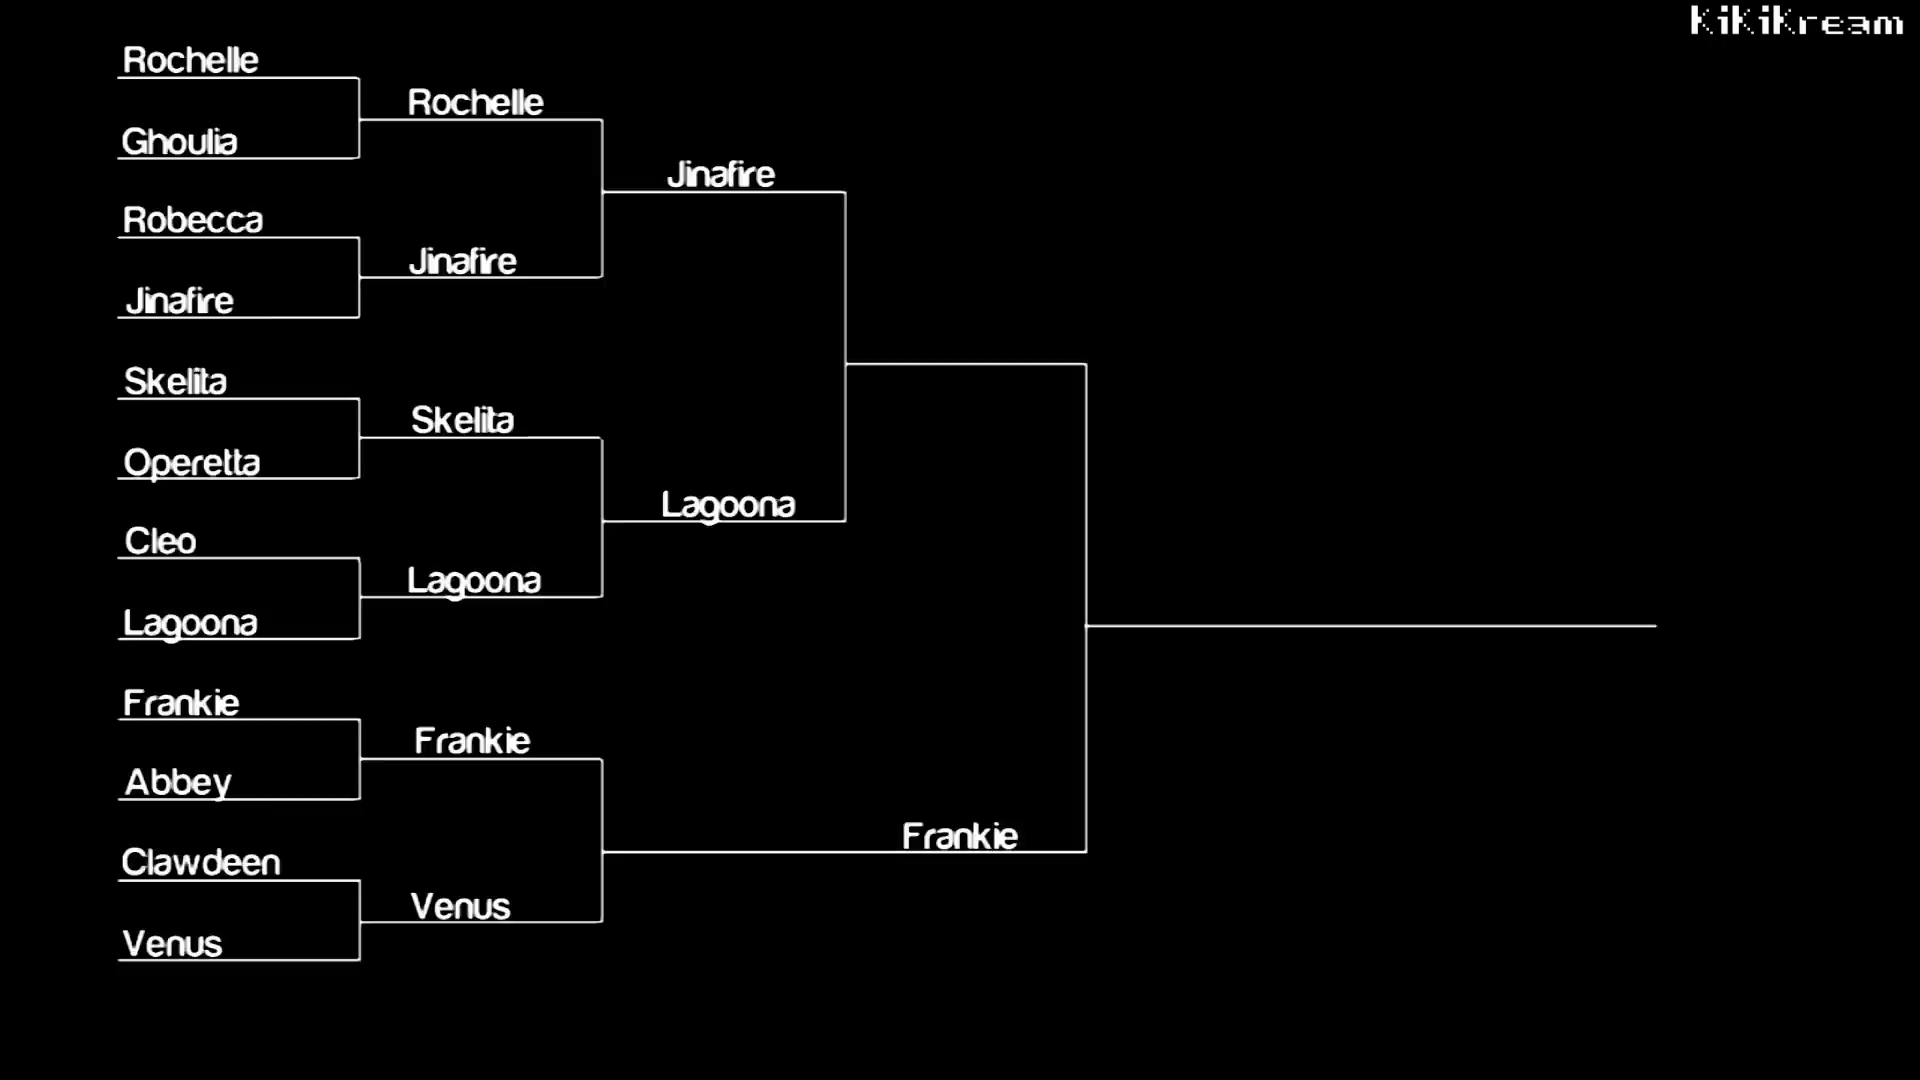 KiKiKream
Rochelle
Ghoulia
Robecca
Jinafire
Skelita
Operetta
Cleo
Lagoona
Frankie
Abbey
Clawdeen
Venus
Rochelle
Jinafire
Skelita
Lagoona
Frankie
Venus
Jinafire
Lagoona
Frankie